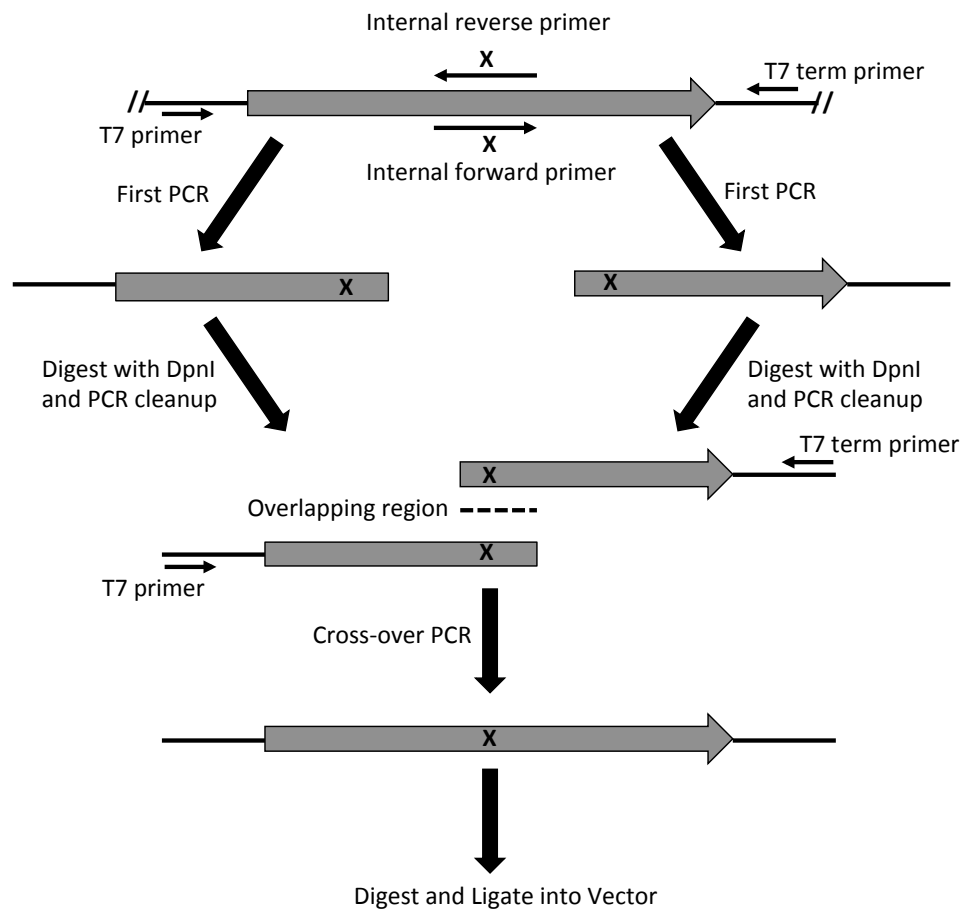 Internal reverse primer
X
T7 term primer
//
//
T7 primer
X
Internal forward primer
First PCR
First PCR
X
X
Digest with DpnI
and PCR cleanup
Digest with DpnI
and PCR cleanup
T7 term primer
X
Overlapping region
X
T7 primer
Cross-over PCR
X
Digest and Ligate into Vector